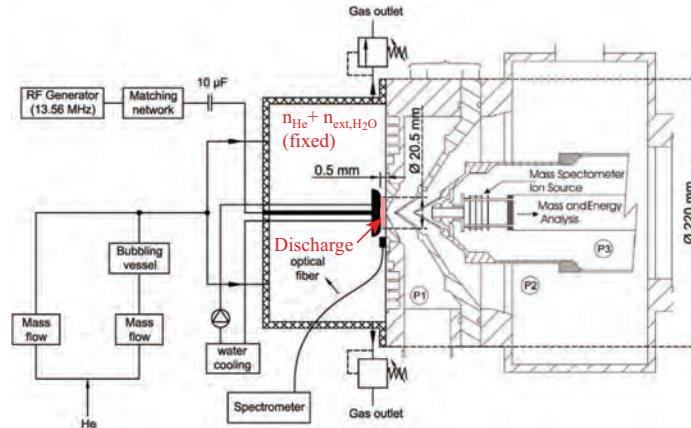 Gas outlet
10 µF
RF Generator
(13.56 MHz)
Matching
network
n_He + n_ext,H₂O
(fixed)
0.5 mm
Ø 20.5 mm
Mass Spectrometer
Ion Source
Mass and Energy
Analysis
Discharge
optical
fiber
Bubbling
vessel
Mass
flow
Mass
flow
water
cooling
Spectrometer
He
P1
P2
P3
Ø 220 mm
Gas outlet